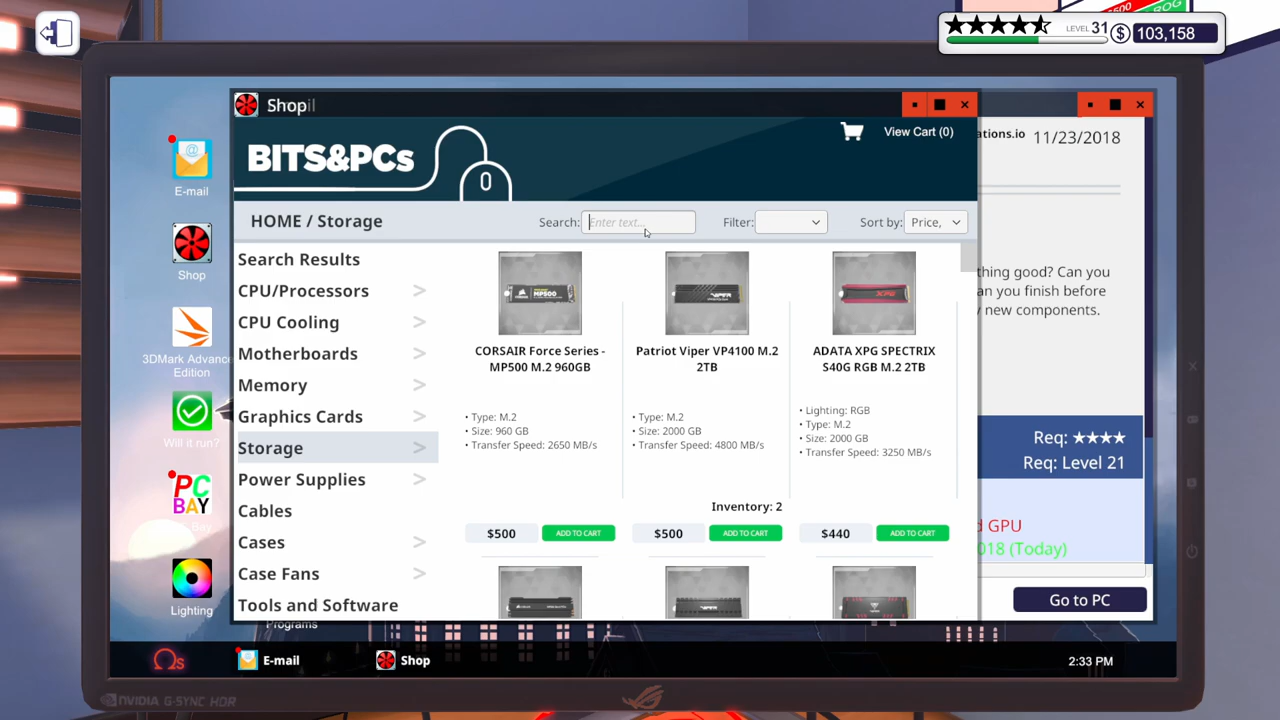 LEVEL 31
$ 103,158
Shop
View Cart (0)
BITS&PCs
HOME / Storage
Search:
Enter text...
Filter:
Sort by:
Price,
Search Results
CPU/Processors >
CPU Cooling >
Motherboards >
Memory >
Graphics Cards >
Storage >
Power Supplies >
Cables
Cases >
Case Fans >
Tools and Software
CORSAIR Force Series -
MP500 M.2 960GB
• Type: M.2
• Size: 960 GB
• Transfer Speed: 2650 MB/s
$500
ADD TO CART
Patriot Viper VP4100 M.2
2TB
• Type: M.2
• Size: 2000 GB
• Transfer Speed: 4800 MB/s
Inventory: 2
$500
ADD TO CART
ADATA XPG SPECTRIX
S40G RGB M.2 2TB
• Lighting: RGB
• Type: M.2
• Size: 2000 GB
• Transfer Speed: 3250 MB/s
$440
ADD TO CART
E-mail
Shop
3DMark Advance
Edition
Will it run?
PC
BAY
Lighting
Programs
ations.io
11/23/2018
thing good? Can you
an you finish before
new components.
Req: ★★★★
Req: Level 21
GPU
018 (Today)
Go to PC
Ωs
E-mail
Shop
2:33 PM
NVIDIA G-SYNC HDR